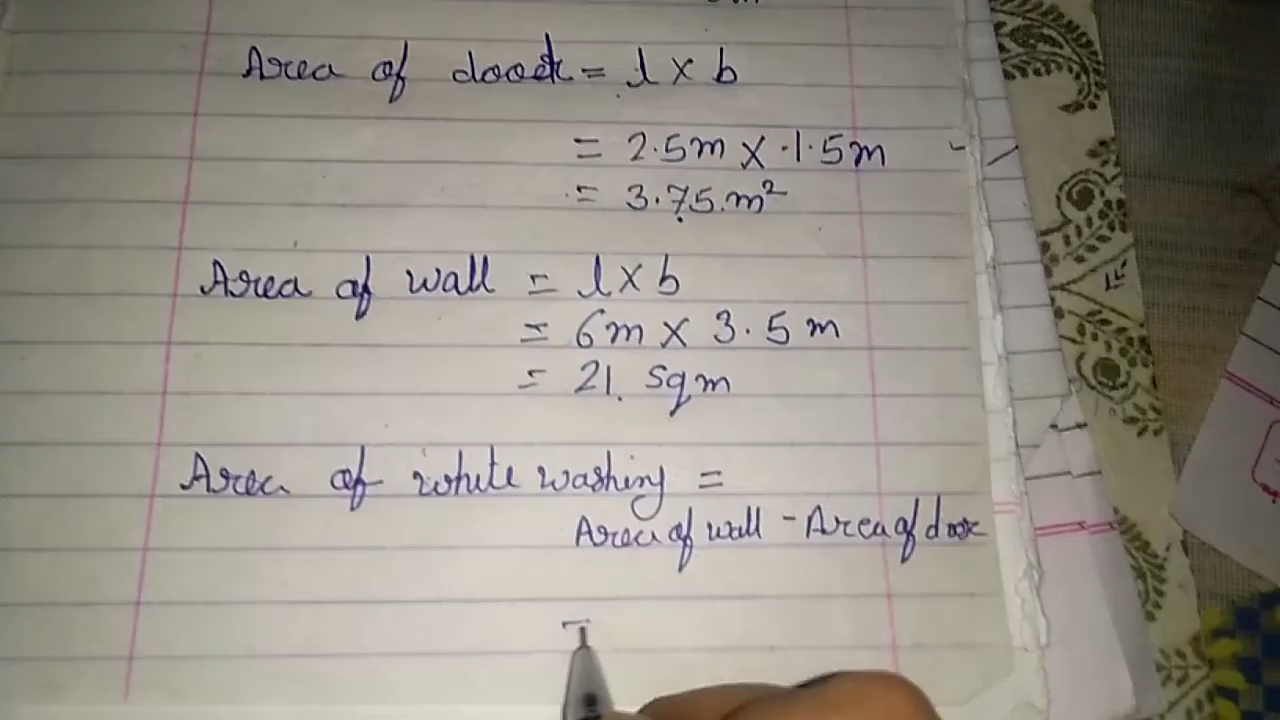 Area of door = l × b
= 2.5m × 1.5m
= 3.75 m²
Area of wall = l × b
= 6m × 3.5 m
= 21 sqm
Area of white washing =
Area of wall - Area of door